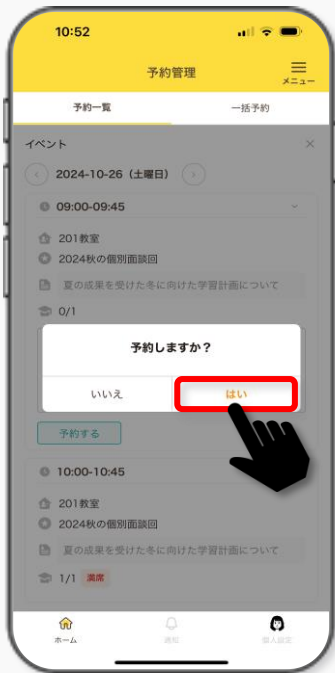 10:52
予約管理
メニュー
予約一覧
一括予約
イベント
2024-10-26（土曜日）
09:00-09:45
201教室
2024秋の個別面談回
夏の成果を受けた冬に向けた学習計画について
0/1
予約しますか？
いいえ
はい
予約する
10:00-10:45
201教室
2024秋の個別面談回
夏の成果を受けた冬に向けた学習計画について
1/1 満席
ホーム
通知
個人設定